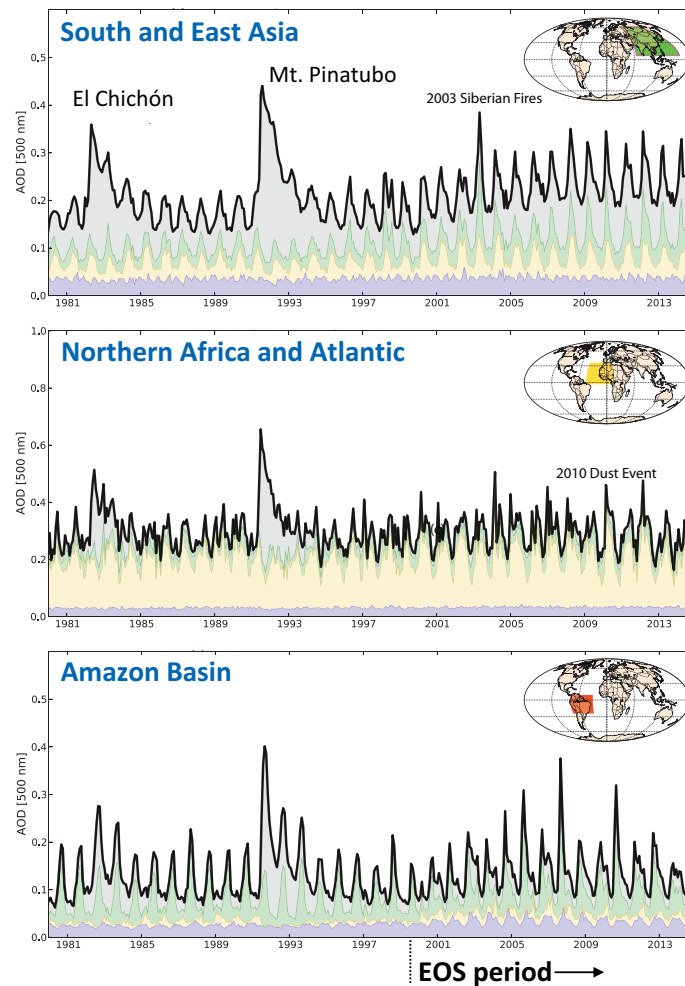 South and East Asia
El Chichón
Mt. Pinatubo
2003 Siberian Fires
AOD [500 nm]
0.5
0.4
0.3
0.2
0.1
0.0
1981 1985 1989 1993 1997 2001 2005 2009 2013
Northern Africa and Atlantic
2010 Dust Event
AOD [500 nm]
1.0
0.8
0.6
0.4
0.2
0.0
1981 1985 1989 1993 1997 2001 2005 2009 2013
Amazon Basin
AOD [500 nm]
0.5
0.4
0.3
0.2
0.1
0.0
1981 1985 1989 1993 1997 2001 2005 2009 2013
EOS period